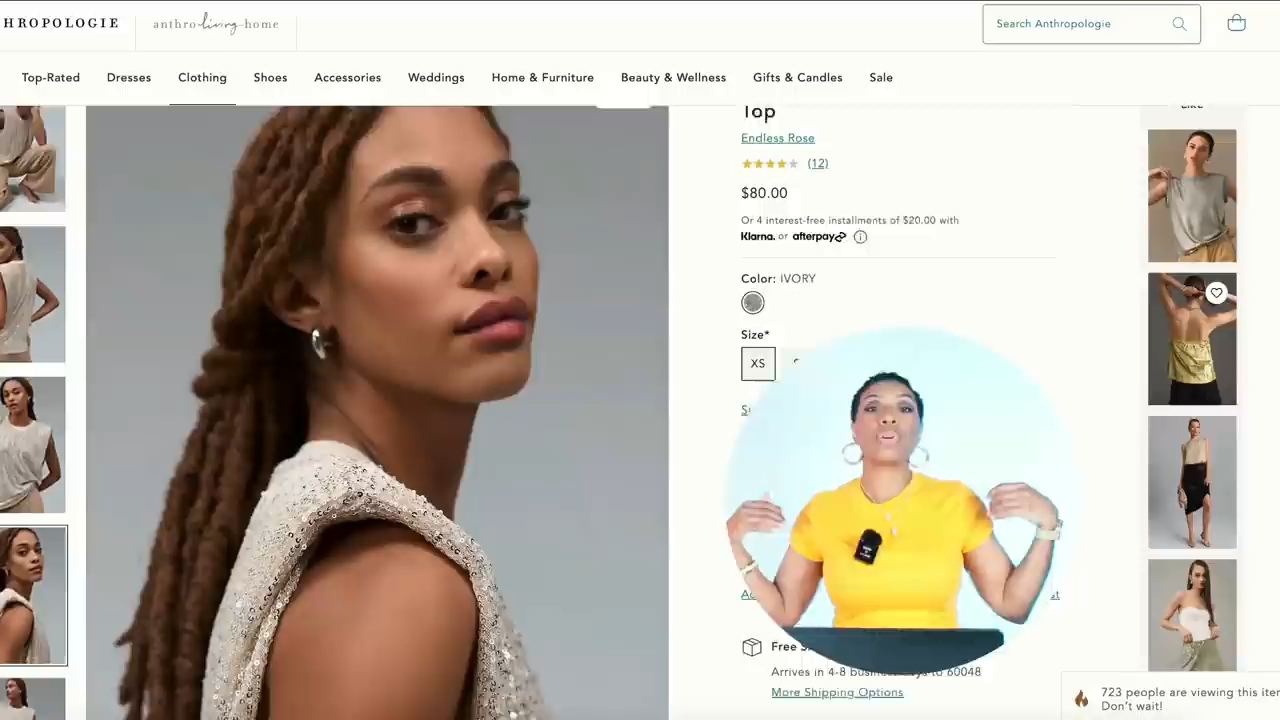 HROPOLOGIE
anthroliving home
Search Anthropologie
Top-Rated Dresses Clothing Shoes Accessories Weddings Home & Furniture Beauty & Wellness Gifts & Candles Sale
Top
Endless Rose
(12)
$80.00
Or 4 interest-free installments of $20.00 with
Klarna. or afterpay
Color: IVORY
Size*
XS
Free S
Arrives in 4-8 business days to 60048
More Shipping Options
723 people are viewing this iter
Don't wait!